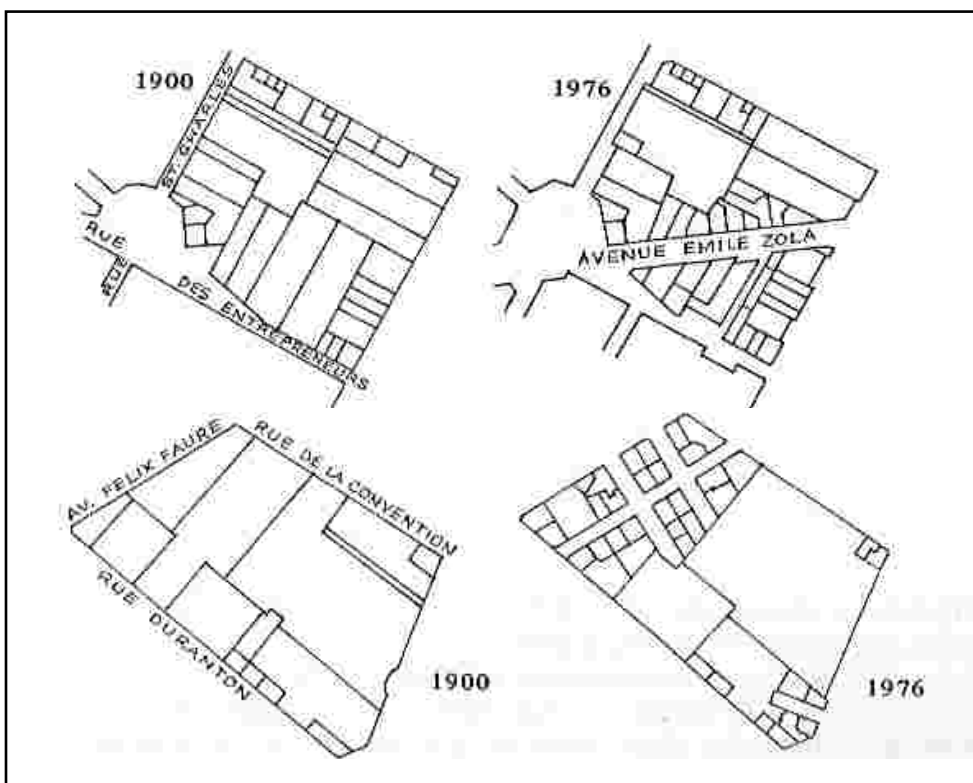 1900
ST. CHARLES
RUE
RUE
DES ENTREPRENEURS
1976
AVENUE EMILE ZOLA
AV. FELIX FAURE
RUE DE LA CONVENTION
RUE DURANTON
1900
1976